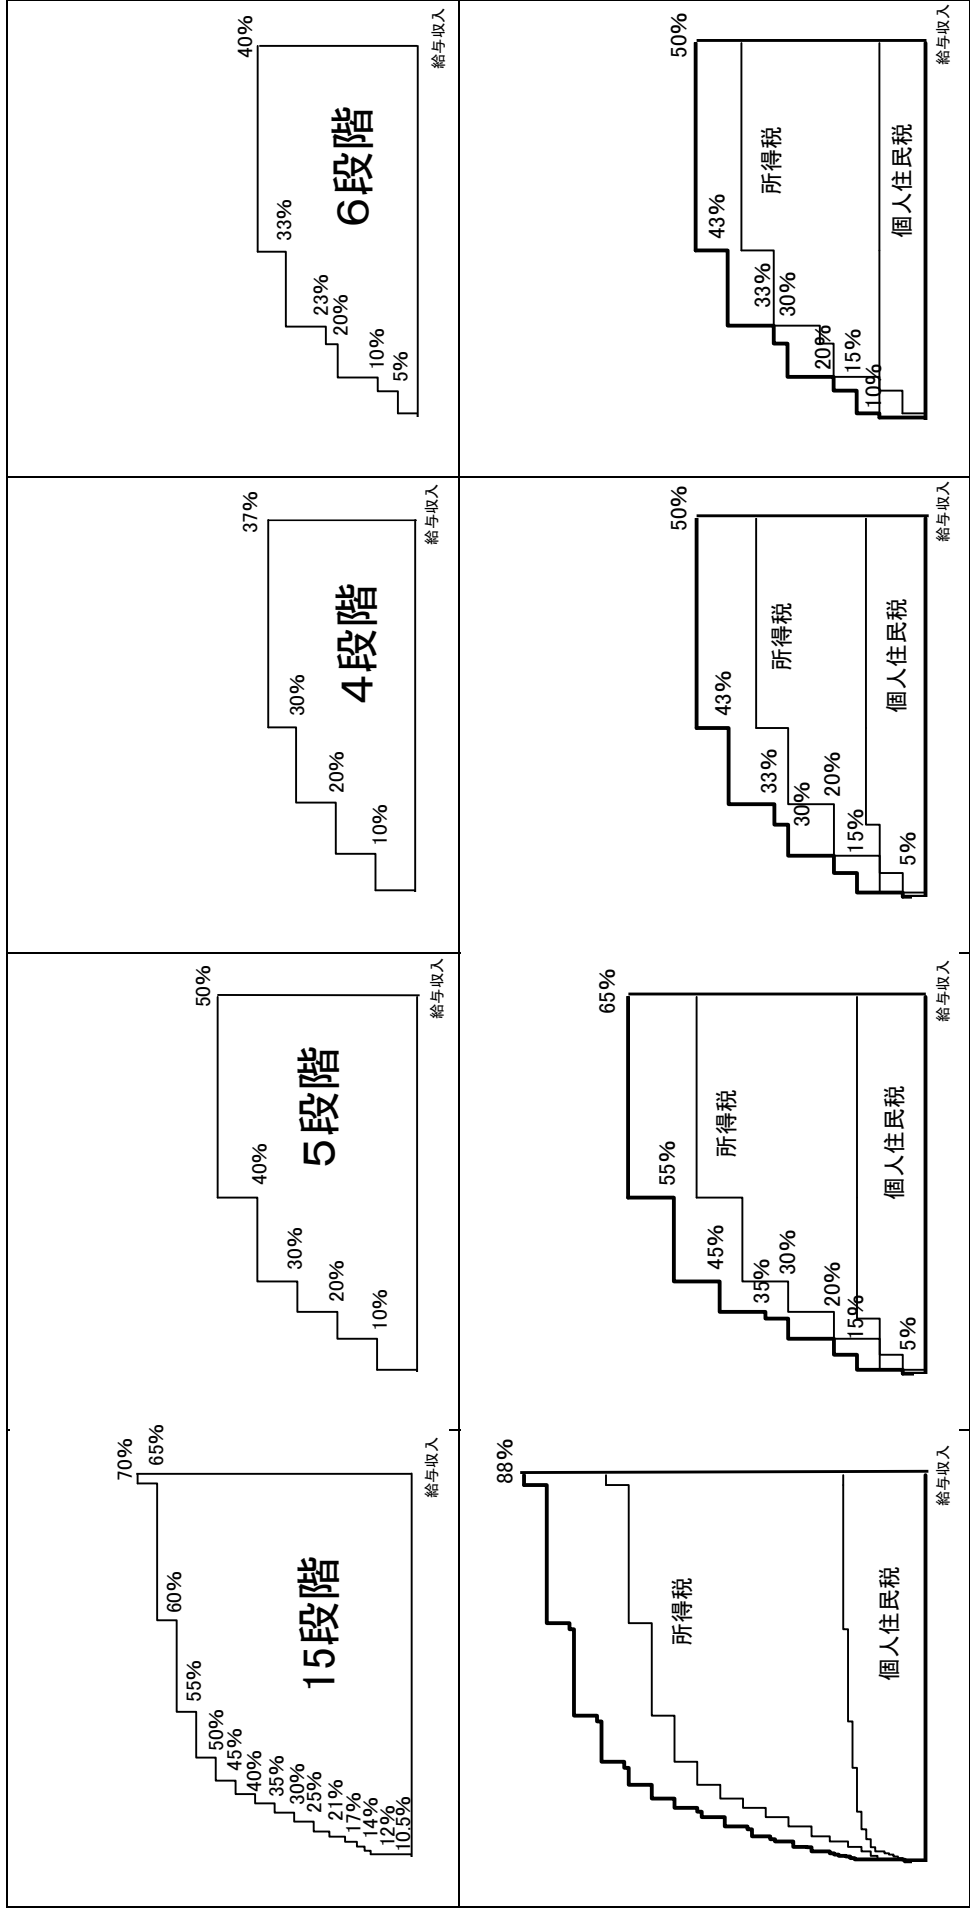 70%
65%
60%
55%
50%
45%
40%
35%
30%
25%
21%
17%
14%
12%
10.5%
15段階
給与収入
50%
40%
30%
20%
10%
5段階
給与収入
37%
30%
20%
10%
4段階
給与収入
40%
33%
23%
20%
10%
5%
6段階
給与収入
88%
所得税
個人住民税
給与収入
65%
55%
45%
35%
30%
20%
15%
5%
所得税
個人住民税
給与収入
50%
43%
33%
30%
20%
15%
5%
所得税
個人住民税
給与収入
50%
43%
33%
30%
20%
15%
10%
所得税
個人住民税
給与収入